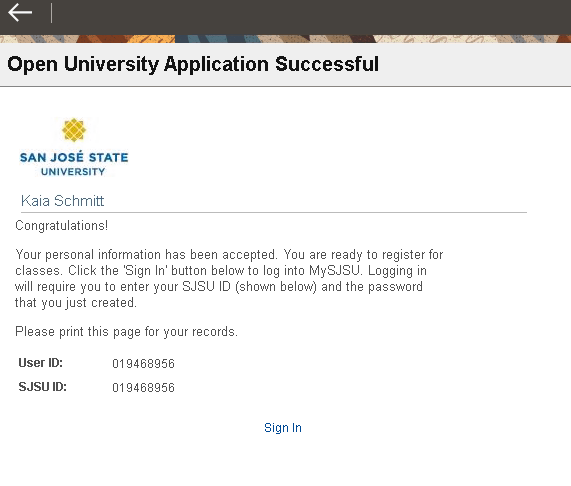 Open University Application Successful
SAN JOSÉ STATE
UNIVERSITY
Kaia Schmitt
Congratulations!
Your personal information has been accepted. You are ready to register for
classes. Click the 'Sign In' button below to log into MySJSU. Logging in
will require you to enter your SJSU ID (shown below) and the password
that you just created.
Please print this page for your records.
User ID: 019468956
SJSU ID: 019468956
Sign In